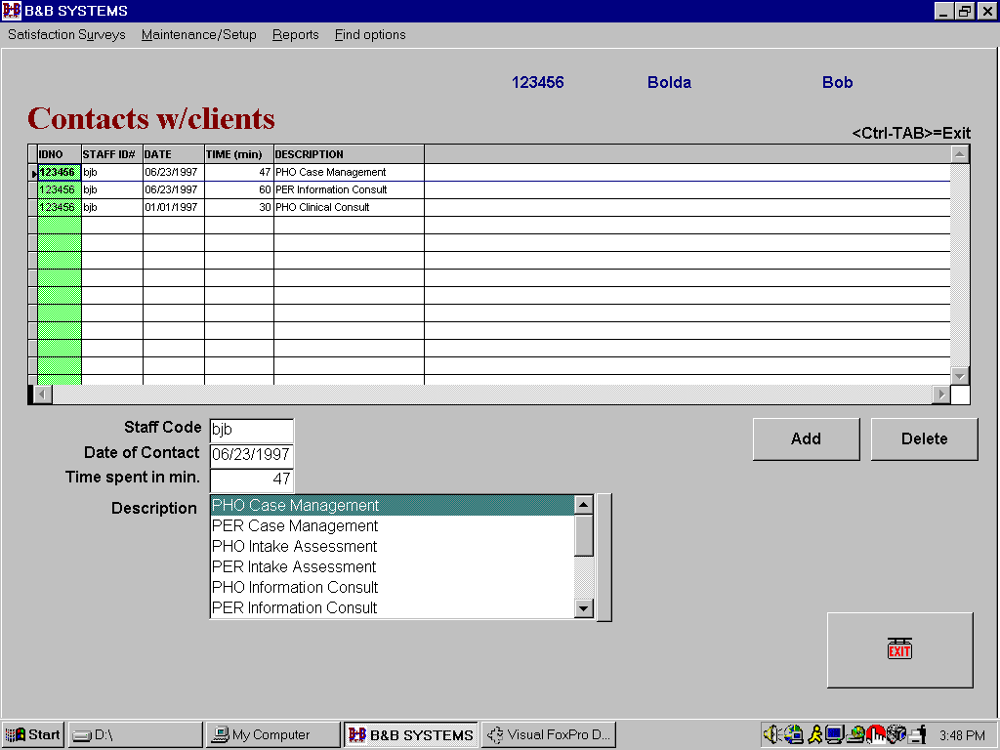 B&B SYSTEMS
Satisfaction Surveys Maintenance/Setup Reports Find options
123456 Bolda Bob
Contacts w/clients
<Ctrl-TAB>=Exit
IDNO STAFF ID# DATE TIME (min) DESCRIPTION
123456 bjb 06/23/1997 47 PHO Case Management
123456 bjb 06/23/1997 60 PER Information Consult
123456 bjb 01/01/1997 30 PHO Clinical Consult
Staff Code bjb
Add Delete
Date of Contact 06/23/1997
Time spent in min. 47
Description PHO Case Management
PER Case Management
PHO Intake Assessment
PER Intake Assessment
PHO Information Consult
PER Information Consult
EXIT
Start D:\ My Computer B&B SYSTEMS Visual FoxPro D... 3:48 PM